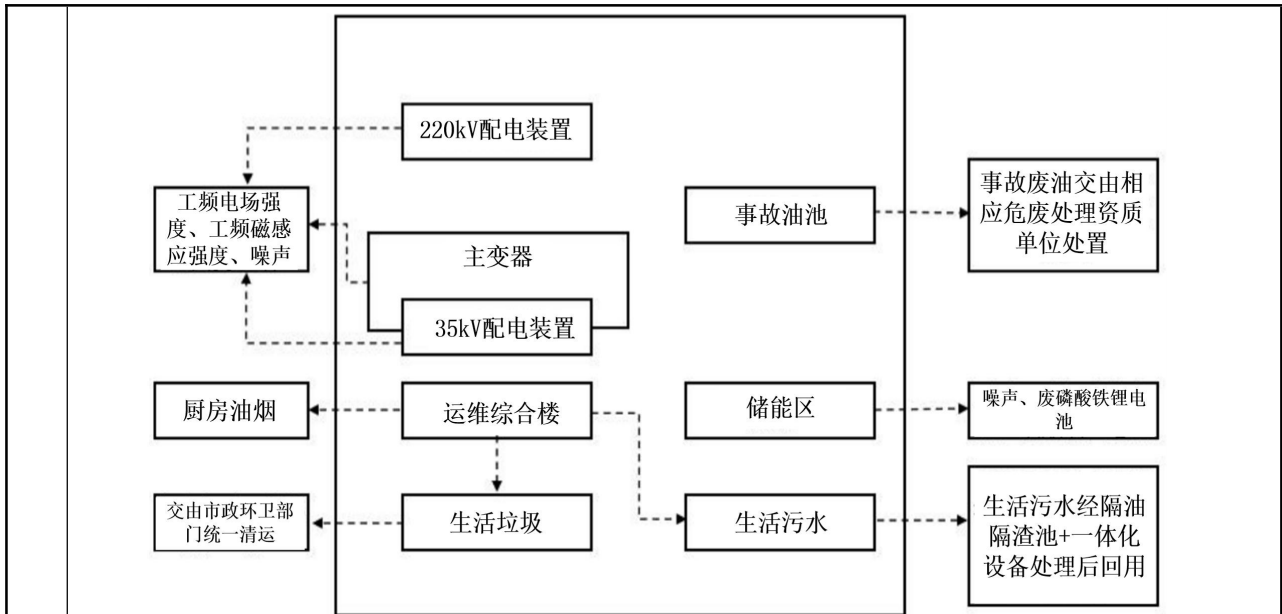 220kV配电装置
工频电场强
度、工频磁感
应强度、噪声
事故油池
事故废油交由相
应危废处理资质
单位处置
主变器
35kV配电装置
厨房油烟
运维综合楼
储能区
噪声、废磷酸铁锂电
池
交由市政环卫部
门统一清运
生活垃圾
生活污水
生活污水经隔油
隔渣池+一体化
设备处理后回用